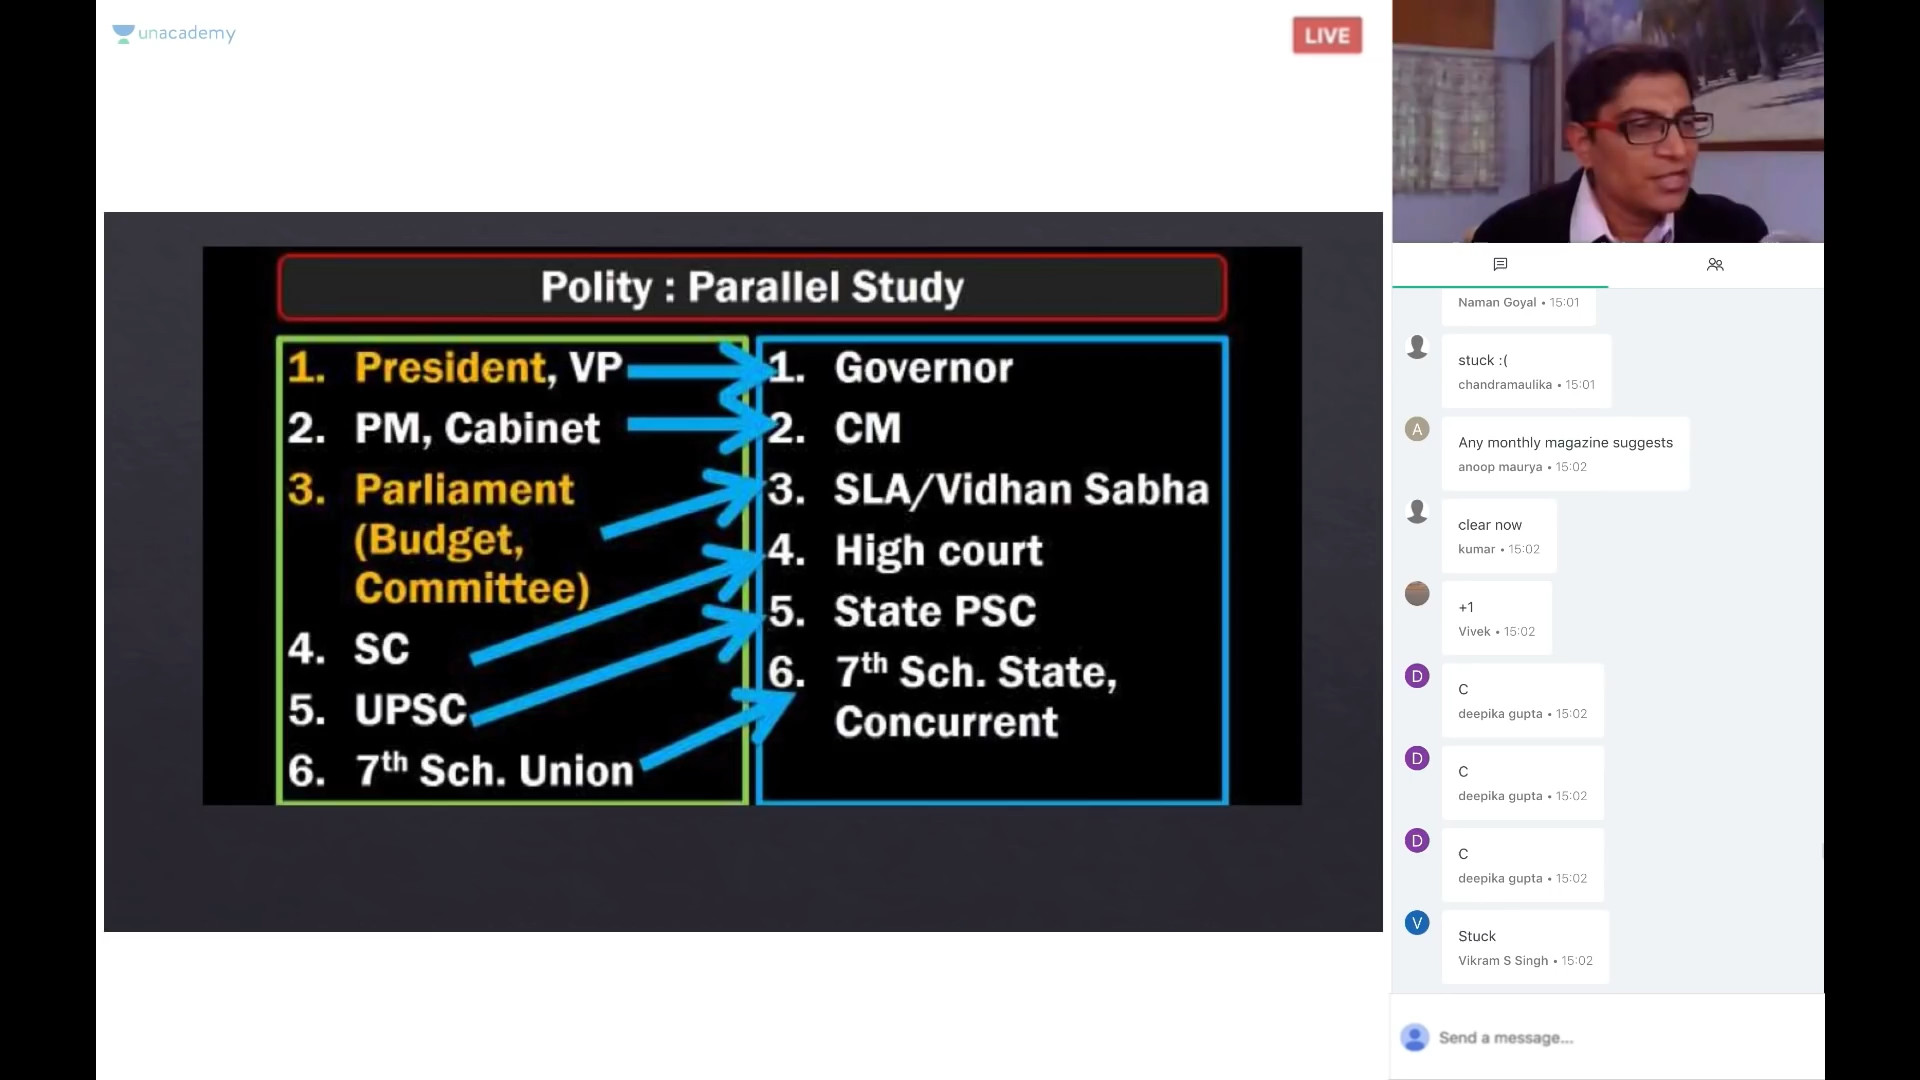 unacademy
LIVE
Polity : Parallel Study
1. President, VP
2. PM, Cabinet
3. Parliament
(Budget,
Committee)
4. SC
5. UPSC
6. 7th Sch. Union
1. Governor
2. CM
3. SLA/Vidhan Sabha
4. High court
5. State PSC
6. 7th Sch. State,
Concurrent
Naman Goyal • 15:01
stuck :(
chandramaulika • 15:01
A
Any monthly magazine suggests
anoop maurya • 15:02
clear now
kumar • 15:02
+1
Vivek • 15:02
D
C
deepika gupta • 15:02
D
C
deepika gupta • 15:02
D
C
deepika gupta • 15:02
V
Stuck
Vikram S Singh • 15:02
Send a message...